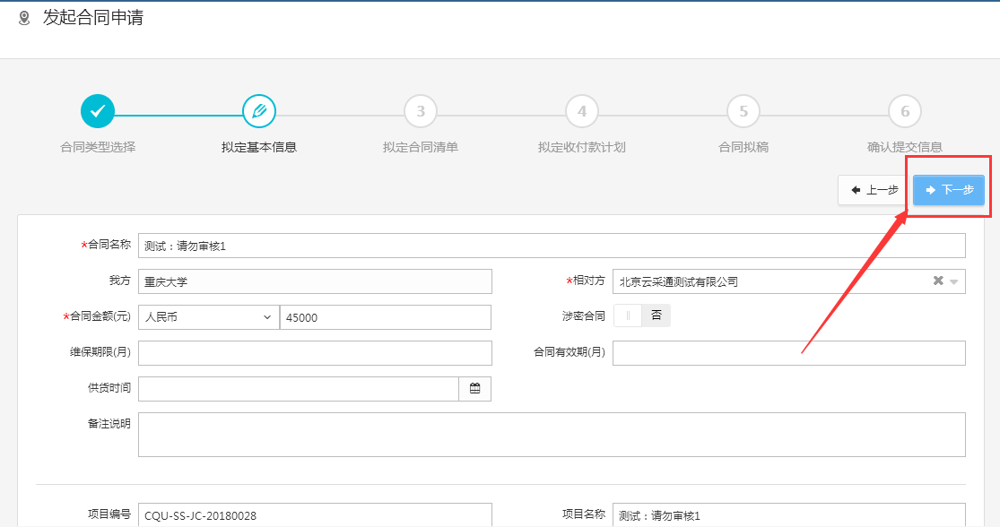 发起合同申请
3 4 5 6
合同类型选择 拟定基本信息 拟定合同清单 拟定收付款计划 合同拟稿 确认提交信息
上一步 下一步
*合同名称 测试：请勿审核1
我方 重庆大学 *相对方 北京云采通测试有限公司
*合同金额(元) 人民币 45000 涉密合同 否
维保期限(月) 合同有效期(月)
供货时间
备注说明
项目编号 CQU-SS-JC-20180028 项目名称 测试：请勿审核1